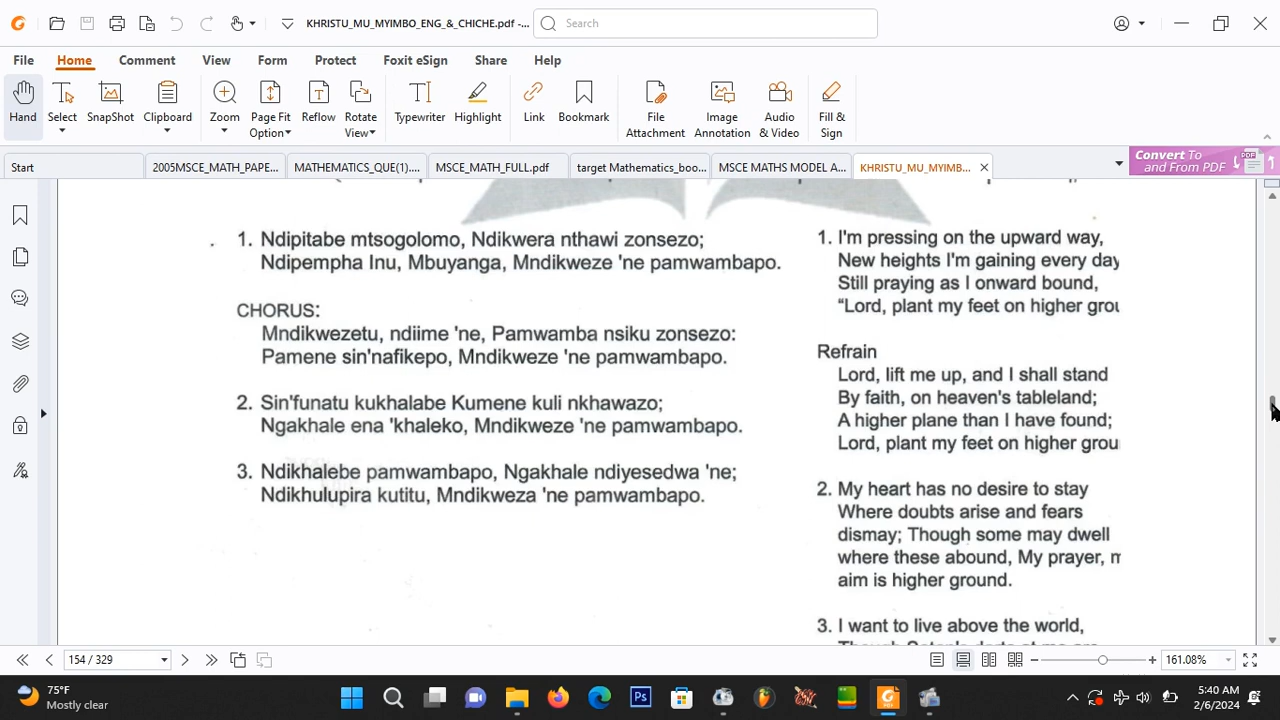 KHRISTU_MU_MYIMBO_ENG_& CHICHE.pdf -...
Search
File
Home
Comment
View
Form
Protect
Foxit eSign
Share
Help
Hand
Select
SnapShot
Clipboard
Zoom
Page Fit
Option
Reflow
Rotate
View
Typewriter
Highlight
Link
Bookmark
File
Attachment
Image
Annotation
Audio
& Video
Fill &
Sign
Start
2005MSCE_MATH_PAPE...
MATHEMATICS_QUE(1)....
MSCE_MATH_FULL.pdf
target Mathematics_boo...
MSCE MATHS MODEL A...
KHRISTU_MU_MYIMB...
Convert To
and From PDF
PDF
1. Ndipitabe mtsogolomo, Ndikwera nthawi zonsezo;
Ndipempha Inu, Mbuyanga, Mndikweze 'ne pamwambapo.
CHORUS:
Mndikwezetu, ndiime 'ne, Pamwamba nsiku zonsezo:
Pamene sin'nafikepo, Mndikweze 'ne pamwambapo.
2. Sin'funatu kukhalabe Kumene kuli nkhawazo;
Ngakhale ena 'khaleko, Mndikweze 'ne pamwambapo.
3. Ndikhalebe pamwambapo, Ngakhale ndiyesedwa 'ne;
Ndikhulupira kutitu, Mndikweza 'ne pamwambapo.
1. I'm pressing on the upward way,
New heights I'm gaining every day
Still praying as I onward bound,
“Lord, plant my feet on higher grou
Refrain
Lord, lift me up, and I shall stand
By faith, on heaven's tableland;
A higher plane than I have found;
Lord, plant my feet on higher grou
2. My heart has no desire to stay
Where doubts arise and fears
dismay; Though some may dwell
where these abound, My prayer, m
aim is higher ground.
3. I want to live above the world,
154 / 329
161.08%
75°F
Mostly clear
5:40 AM
2/6/2024